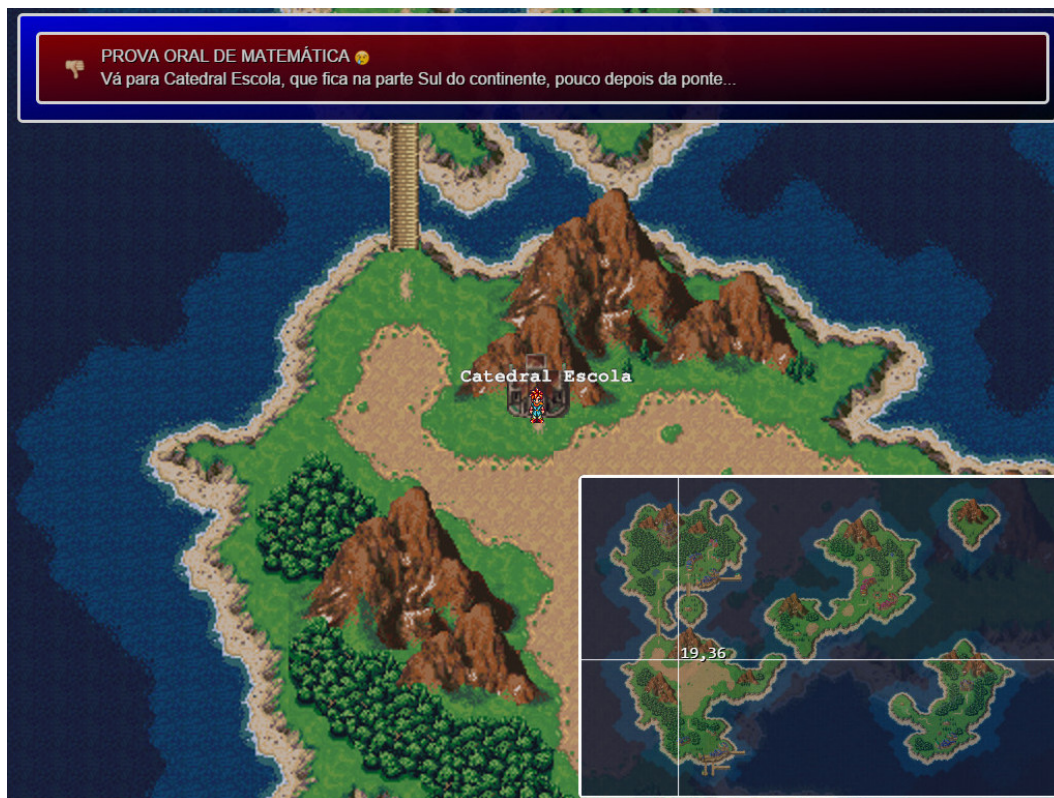 PROVA ORAL DE MATEMÁTICA 😢
Vá para Catedral Escola, que fica na parte Sul do continente, pouco depois da ponte...
Catedral Escola
19,36